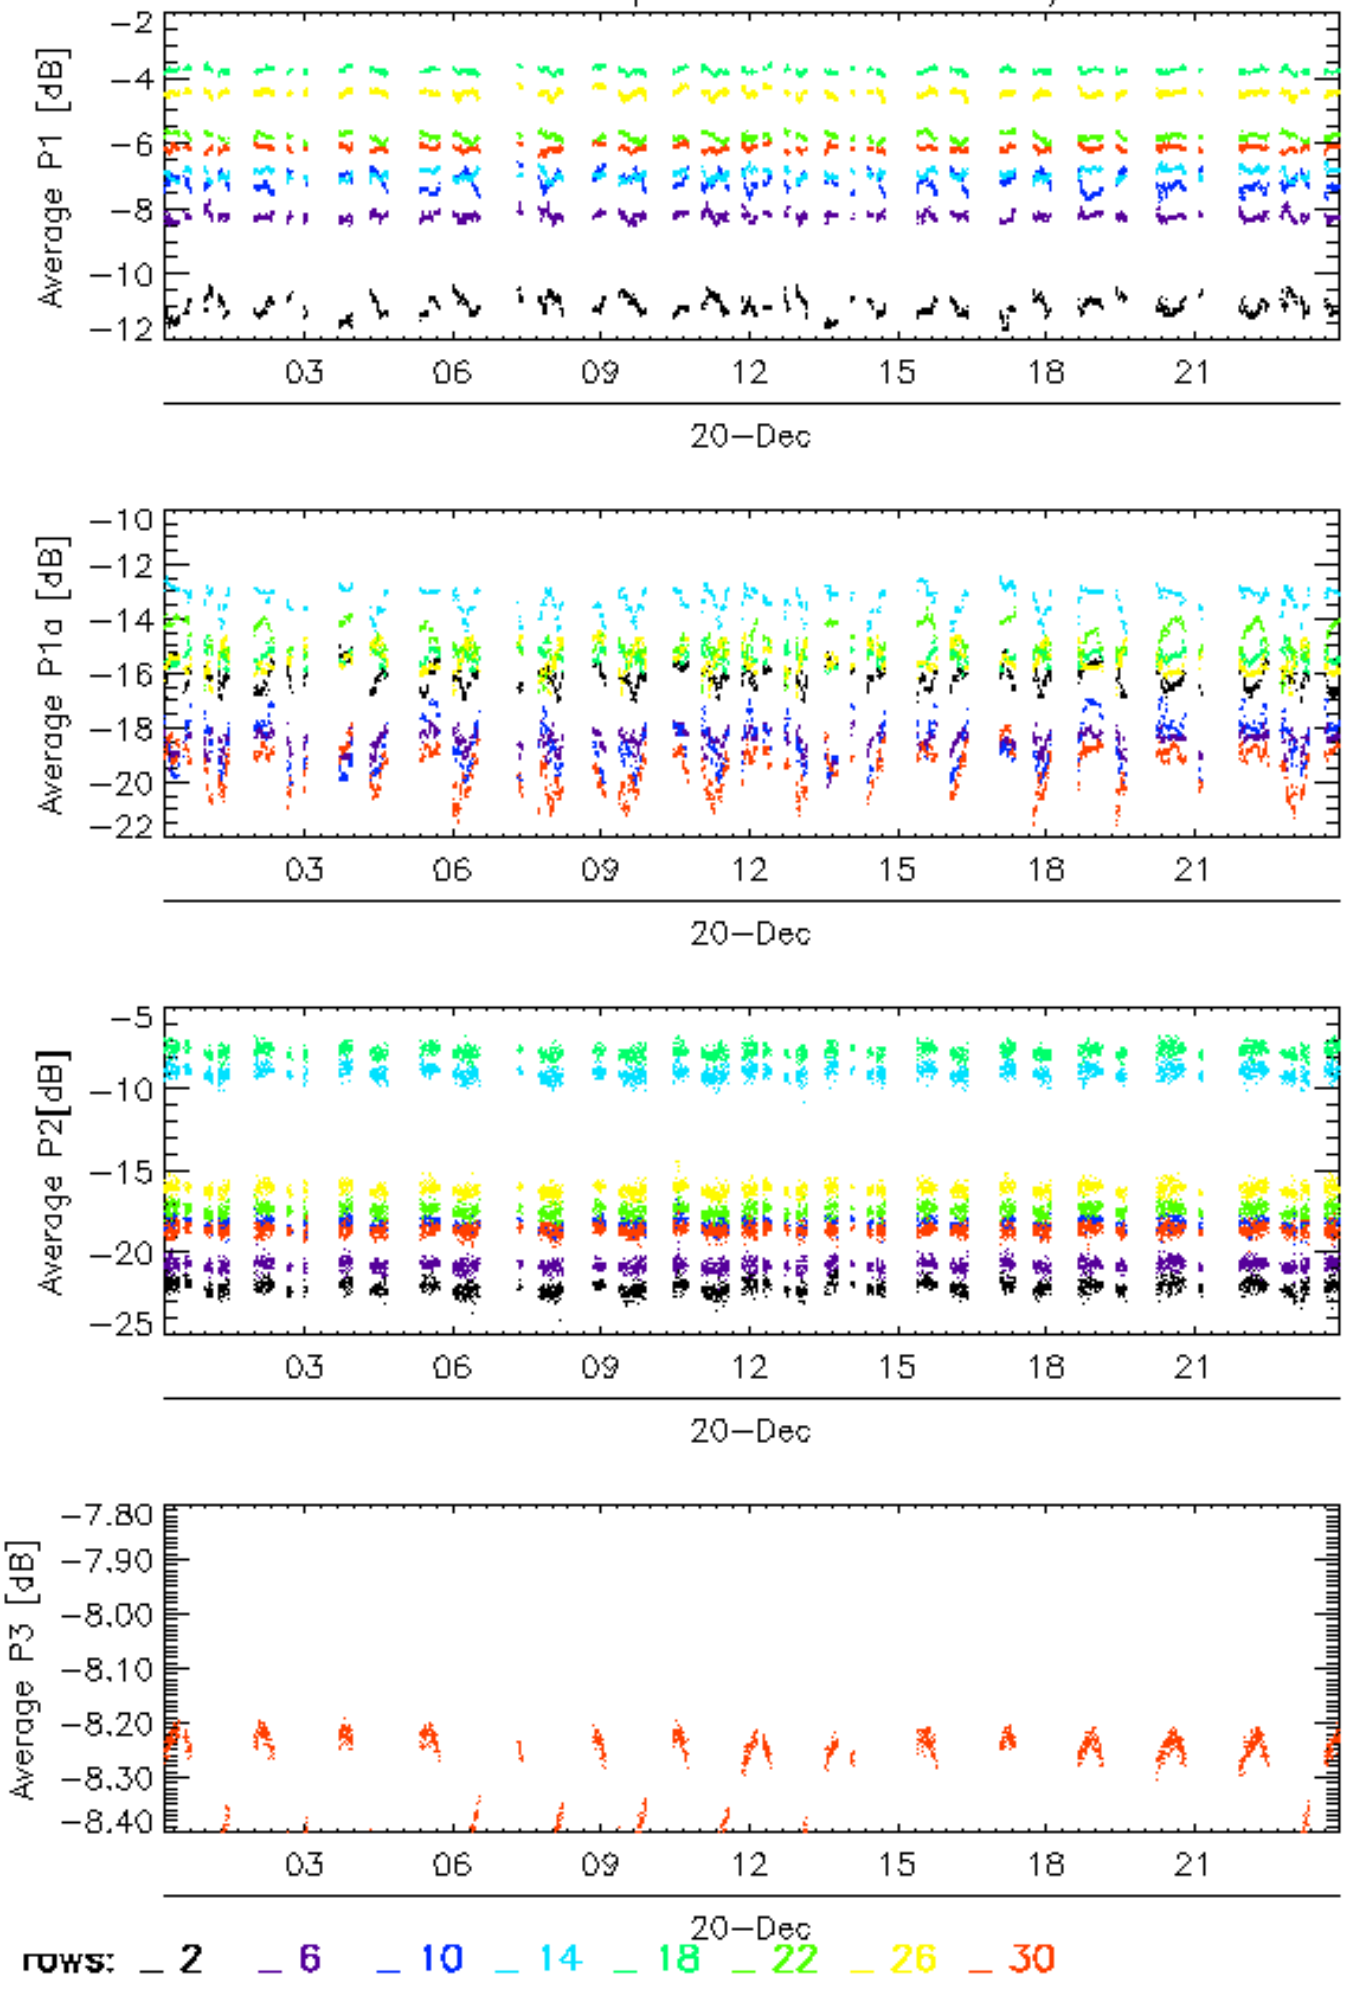 Average P1 [dB]
-2
-4
-6
-8
-10
-12
03 06 09 12 15 18 21
20-Dec
Average P1a [dB]
-10
-12
-14
-16
-18
-20
-22
03 06 09 12 15 18 21
20-Dec
Average P2[dB]
-5
-10
-15
-20
-25
03 06 09 12 15 18 21
20-Dec
Average P3 [dB]
-7.80
-7.90
-8.00
-8.10
-8.20
-8.30
-8.40
03 06 09 12 15 18 21
20-Dec
rows: _ 2 _ 6 _ 10 _ 14 _ 18 _ 22 _ 26 _ 30